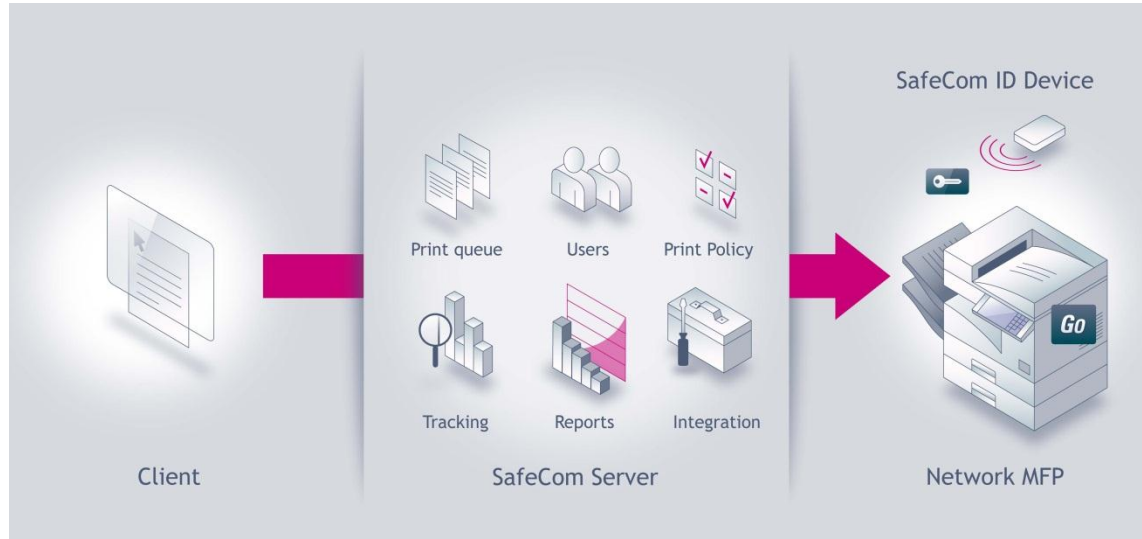 SafeCom ID Device
Print queue
Users
Print Policy
Go
Tracking
Reports
Integration
Client
SafeCom Server
Network MFP